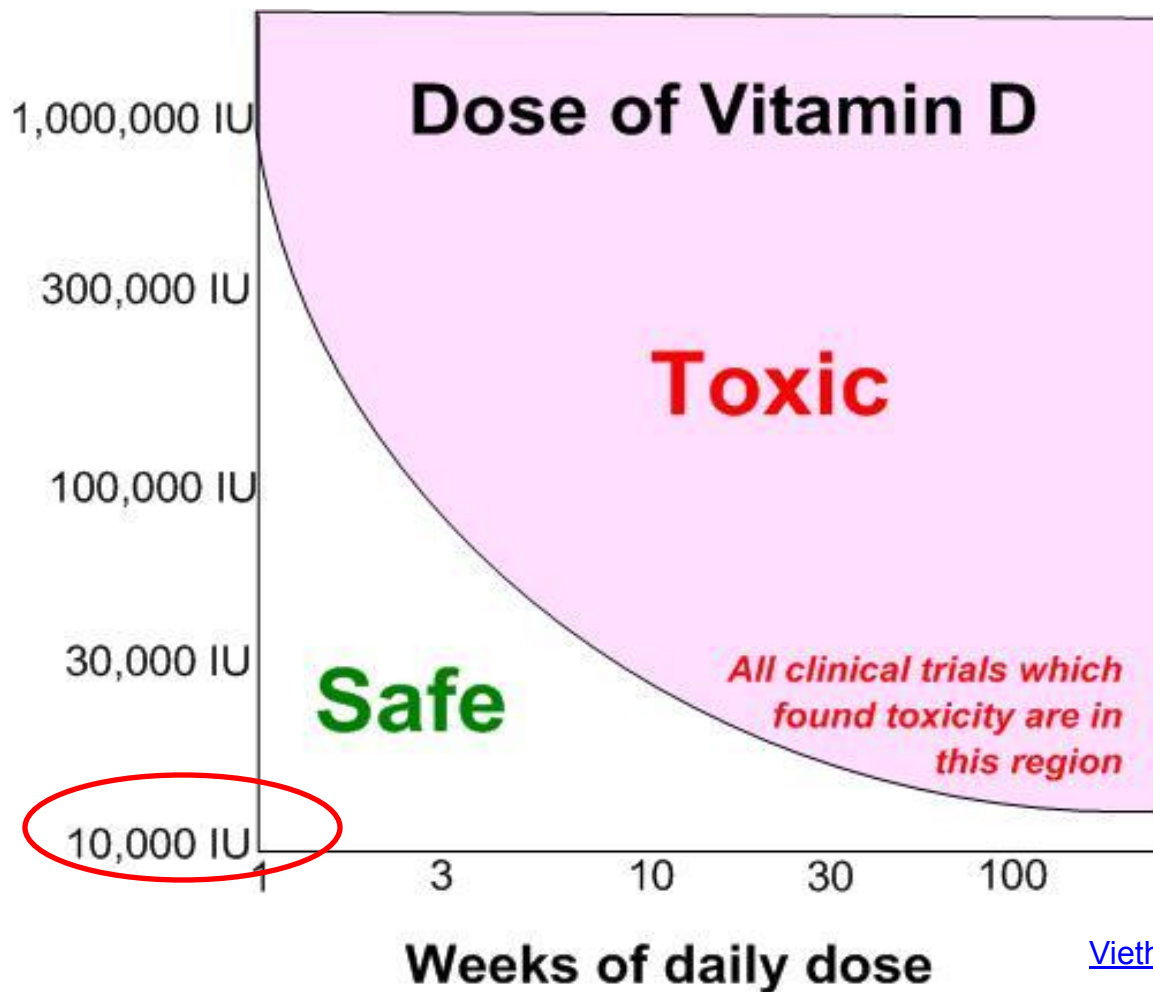 Dose of Vitamin D
1,000,000 IU
300,000 IU
Toxic
100,000 IU
30,000 IU
Safe
All clinical trials which
found toxicity are in
this region
10,000 IU
1 3 10 30 100
Weeks of daily dose
Vieth